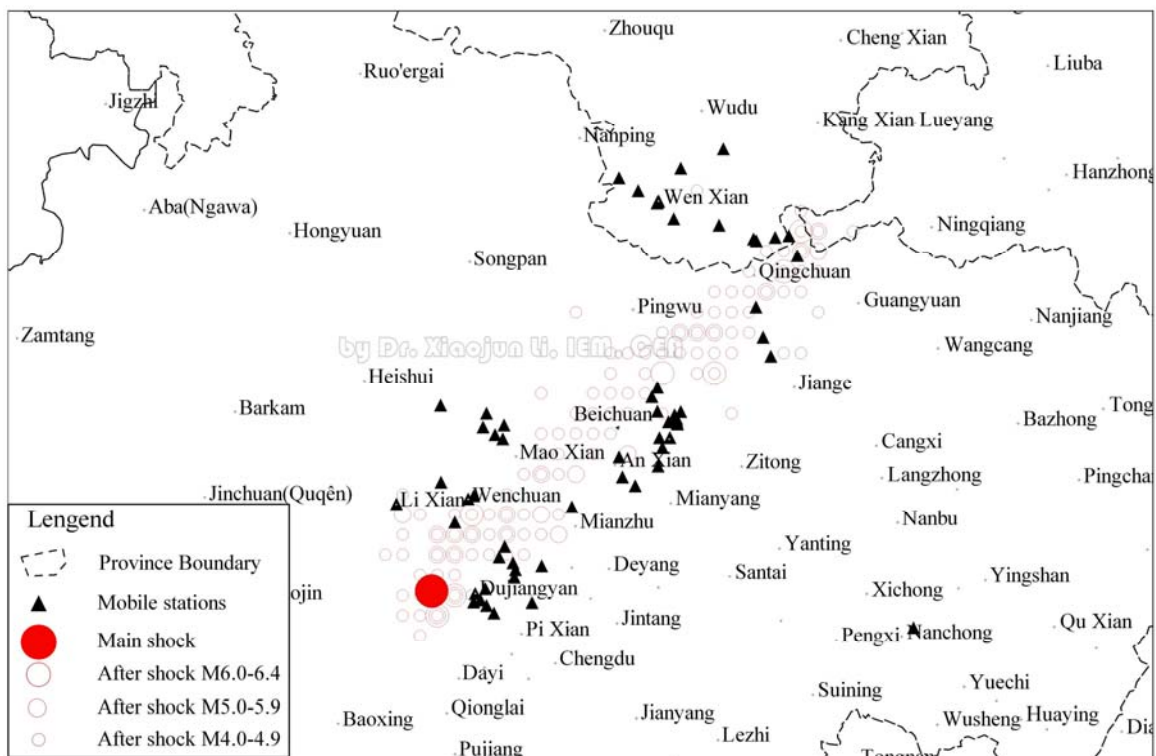 Zhouqu
Cheng Xian
Liuba
Ruo'ergai
Jigzhi
Wudu
Kang Xian Lueyang
Nanping
Hanzhong
Wen Xian
Aba(Ngawa)
Hongyuan
Ningqiang
Songpan
Qingchuan
Pingwu
Guangyuan
Nanjiang
Zamtang
by Dr. Xiaojun Li, IEM, CEA
Wangcang
Heishui
Jiange
Barkam
Beichuan
Tong
Bazhong
Cangxi
Mao Xian
An Xian
Zitong
Langzhong
Pingcha
Jinchuan(Quqên)
Li Xian
Wenchuan
Mianyang
Mianzhu
Nanbu
Yanting
Deyang
Santai
Yingshan
Xichong
ojin
Dujiangyan
Jintang
Pi Xian
Pengxi
Nanchong
Qu Xian
Chengdu
Dayi
Suining
Yuechi
Baoxing
Qionglai
Jianyang
Lezhi
Wusheng
Huaying
Dia
Pujiang
Lengend
Province Boundary
Mobile stations
Main shock
After shock M6.0-6.4
After shock M5.0-5.9
After shock M4.0-4.9